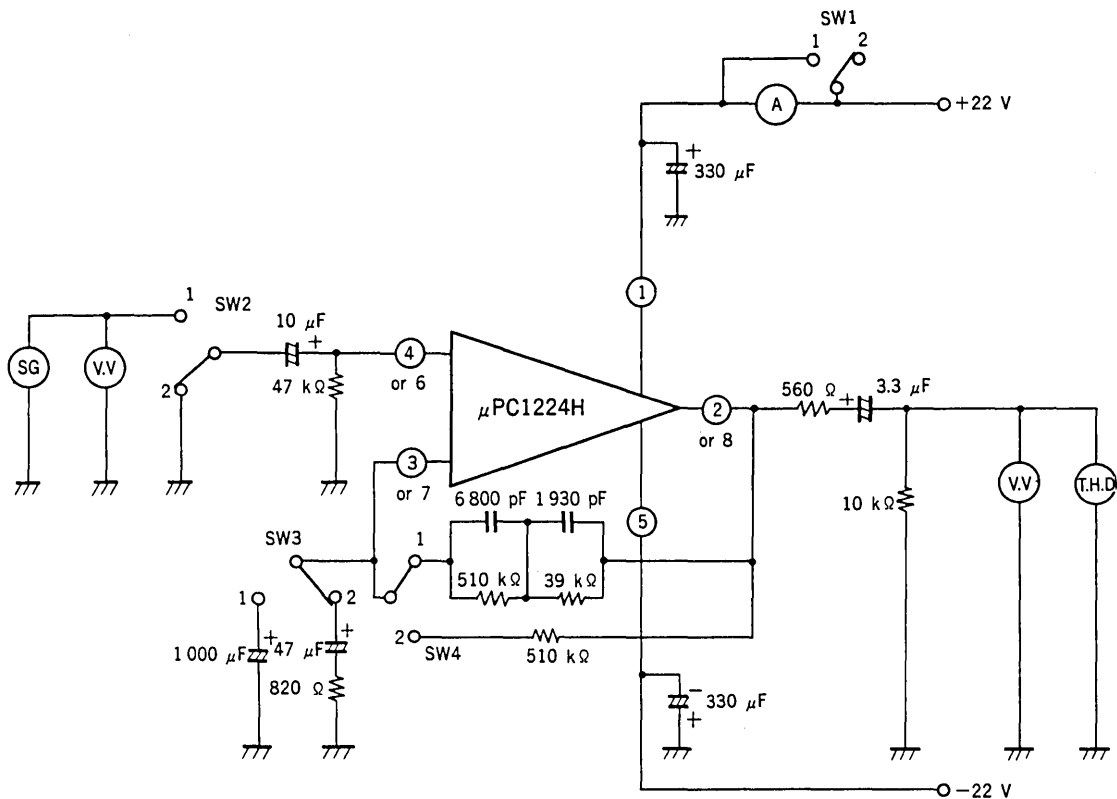 SW1
1
2
A
+22 V
+
330 μF
1
1
SW2
10 μF
+
SG
V.V
2
47 kΩ
4
or 6
μPC1224H
2
or 8
560 Ω
+
3.3 μF
3
or 7
6 800 pF
1 930 pF
5
10 kΩ
V.V
T.H.D
SW3
1
510 kΩ
39 kΩ
1
2
+
+
1 000 μF
47 μF
820 Ω
2
SW4
510 kΩ
−
330 μF
+
−22 V